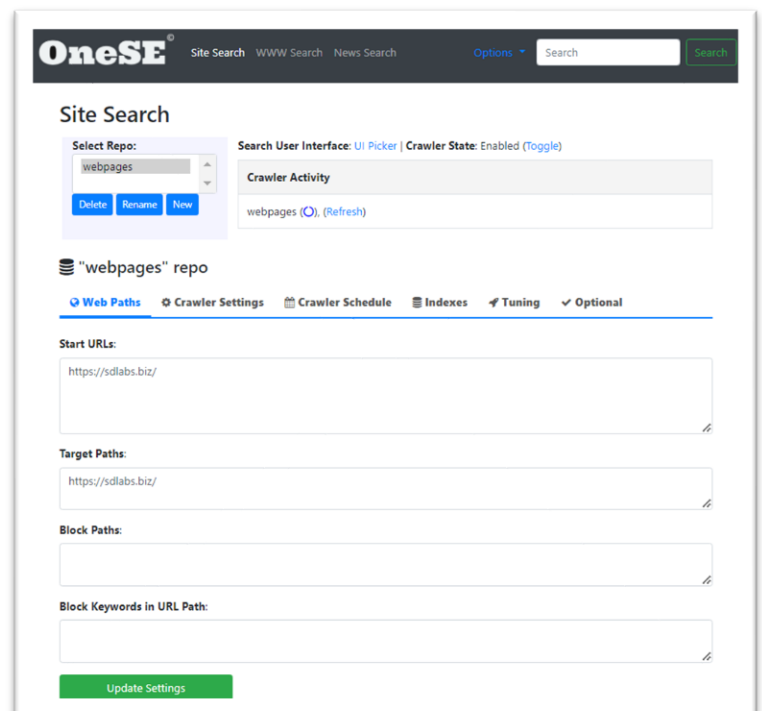 OneSE© Site Search WWW Search News Search Options Search Search
Site Search
Select Repo:
webpages
Delete Rename New
Search User Interface: UI Picker | Crawler State: Enabled (Toggle)
Crawler Activity
webpages (), (Refresh)
"webpages" repo
Web Paths Crawler Settings Crawler Schedule Indexes Tuning Optional
Start URLs:
https://sdlabs.biz/
Target Paths:
https://sdlabs.biz/
Block Paths:
Block Keywords in URL Path:
Update Settings